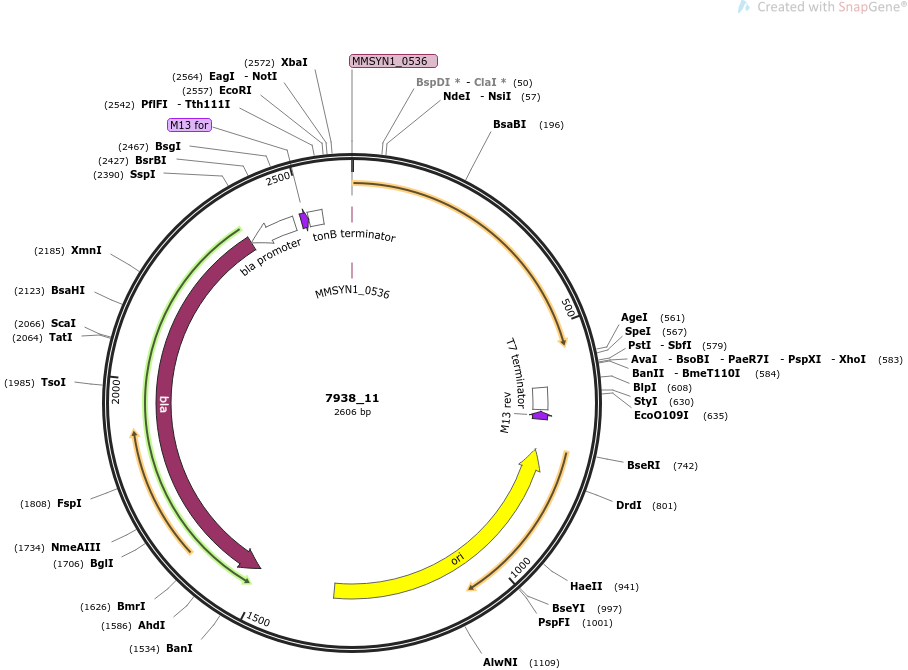 Created with SnapGene®
(2572) XbaI
MMSYN1_0536
(2564) EagI - NotI
BspDI * - ClaI * (50)
(2557) EcoRI
NdeI - NsiI (57)
(2542) PflFI - Tth111I
M13 for
BsaBI (196)
(2467) BsgI
(2427) BsrBI
(2390) SspI
2500
tonB terminator
bla promoter
(2185) XmnI
MMSYN1_0536
(2123) BsaHI
500
AgeI (561)
(2066) ScaI
SpeI (567)
(2064) TatI
PstI - SbfI (579)
T7 terminator
AvaI - BsoBI - PaeR7I - PspXI - XhoI (583)
BanII - BmeT110I (584)
(1985) TsoI
2000
BlpI (608)
7938_11
StyI (630)
bla
2606 bp
M13 rev
EcoO109I (635)
BseRI (742)
(1808) FspI
DrdI (801)
(1734) NmeAIII
(1706) BglI
ori
1000
HaeII (941)
(1626) BmrI
BseYI (997)
(1586) AhdI
1500
PspFI (1001)
(1534) BanI
AlwNI (1109)